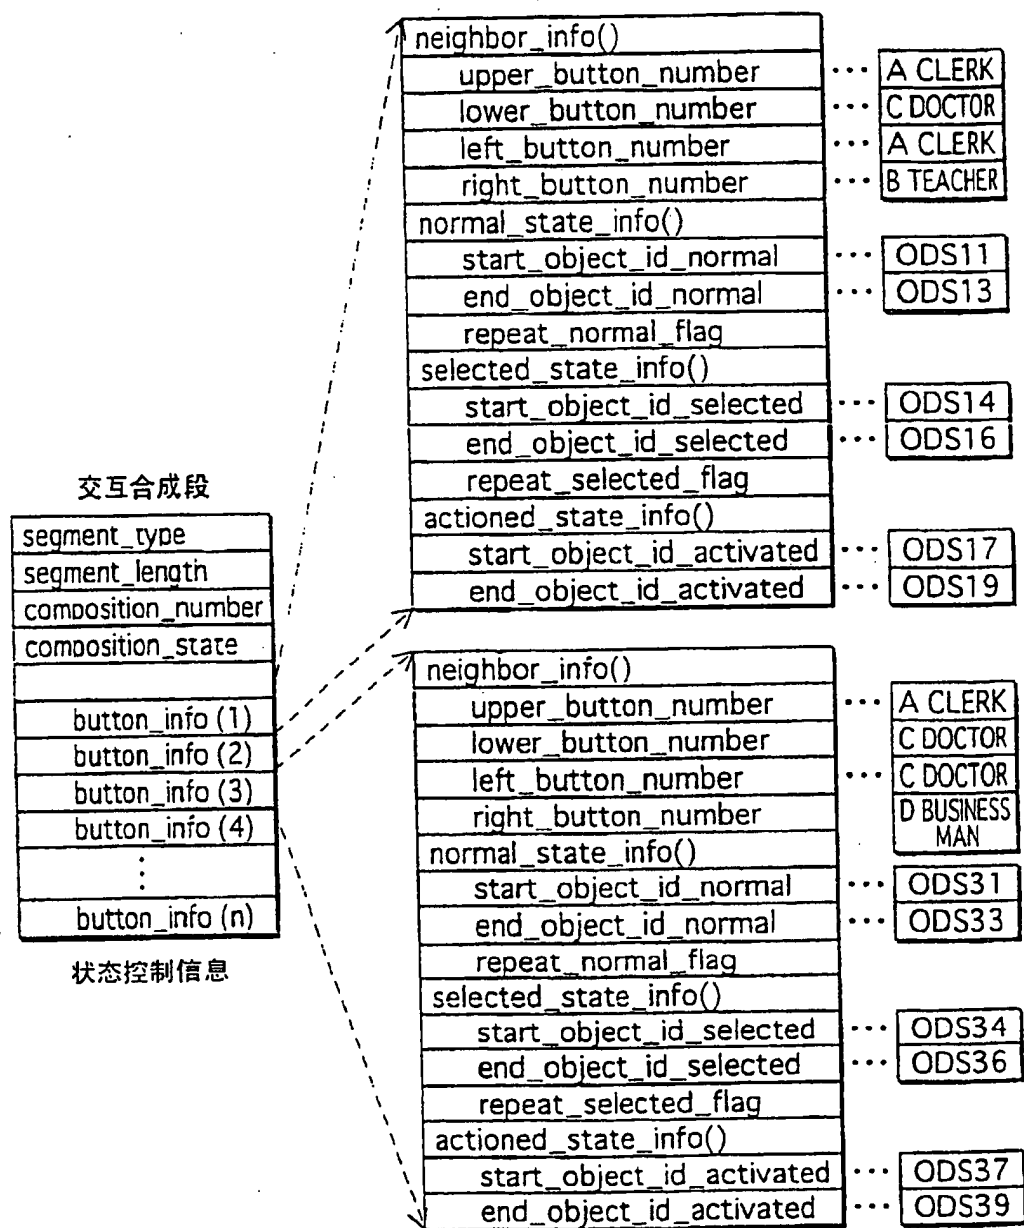 neighbor_info()
upper_button_number ... A CLERK
lower_button_number ... C DOCTOR
left_button_number ... A CLERK
right_button_number ... B TEACHER
normal_state_info()
start_object_id_normal ... ODS11
end_object_id_normal ... ODS13
repeat_normal_flag
selected_state_info()
start_object_id_selected ... ODS14
end_object_id_selected ... ODS16
repeat_selected_flag
actioned_state_info()
start_object_id_activated ... ODS17
end_object_id_activated ... ODS19
交互合成段
segment_type
segment_length
composition_number
composition_state
button_info (1)
button_info (2)
button_info (3)
button_info (4)
⋮
button_info (n)
状态控制信息
neighbor_info()
upper_button_number ... A CLERK
lower_button_number C DOCTOR
left_button_number ... C DOCTOR
right_button_number D BUSINESS
MAN
normal_state_info()
start_object_id_normal ... ODS31
end_object_id_normal ... ODS33
repeat_normal_flag
selected_state_info()
start_object_id_selected ... ODS34
end_object_id_selected ... ODS36
repeat_selected_flag
actioned_state_info()
start_object_id_activated ... ODS37
end_object_id_activated ... ODS39